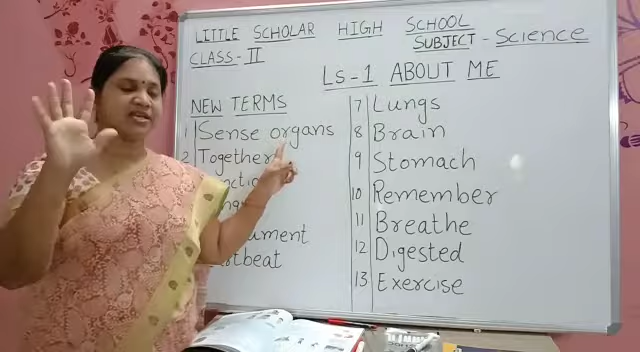 LITTLE SCHOLAR HIGH SCHOOL
CLASS-II SUBJECT - Science
LS-1 ABOUT ME
NEW TERMS
1 Sense organs
2 Together
7 Lungs
8 Brain
9 Stomach
10 Remember
11 Breathe
12 Digested
13 Exercise